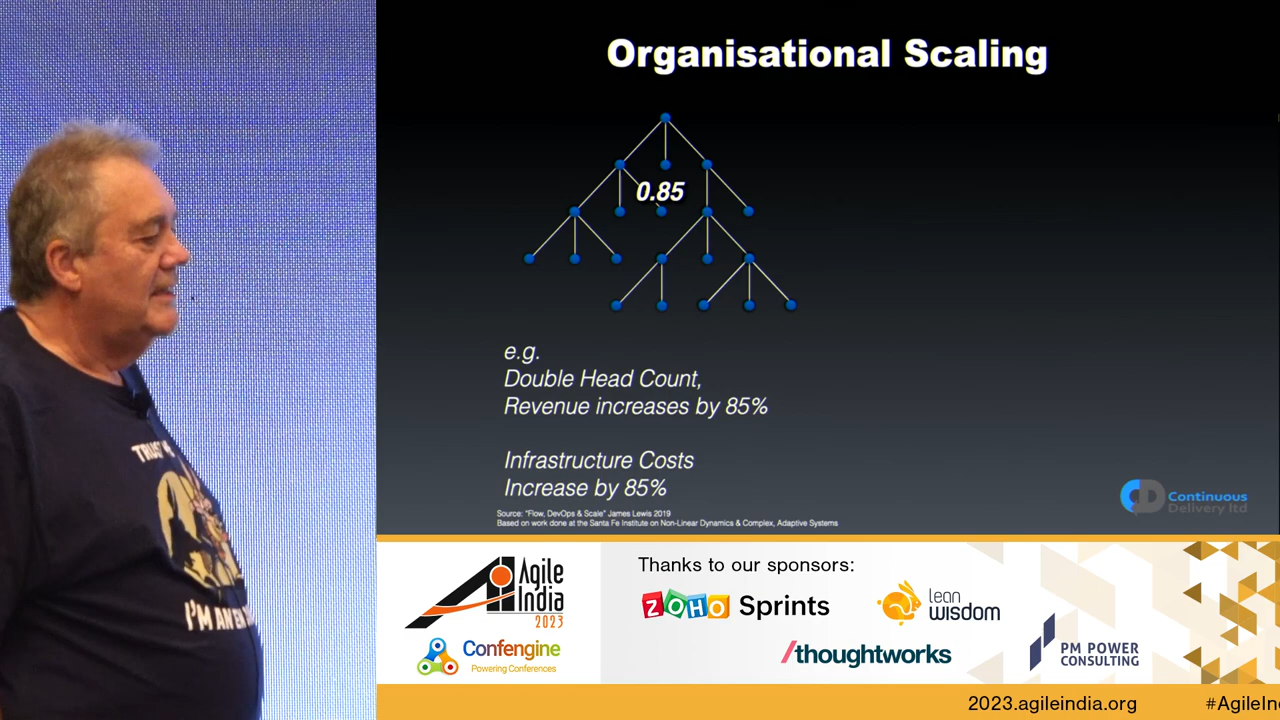 Organisational Scaling
0.85
e.g.
Double Head Count,
Revenue increases by 85%
Infrastructure Costs
Increase by 85%
Source: "Flow, DevOps & Scale" James Lewis 2019
Based on work done at the Santa Fe Institute on Non-Linear Dynamics & Complex, Adaptive Systems
CD Continuous
Delivery ltd
TRUST
I'M AN EN
Agile
India
2023
Confengine
Powering Conferences
Thanks to our sponsors:
ZOHO Sprints
lean
wisdom
/thoughtworks
PM POWER
CONSULTING
2023.agileindia.org
#AgileIn